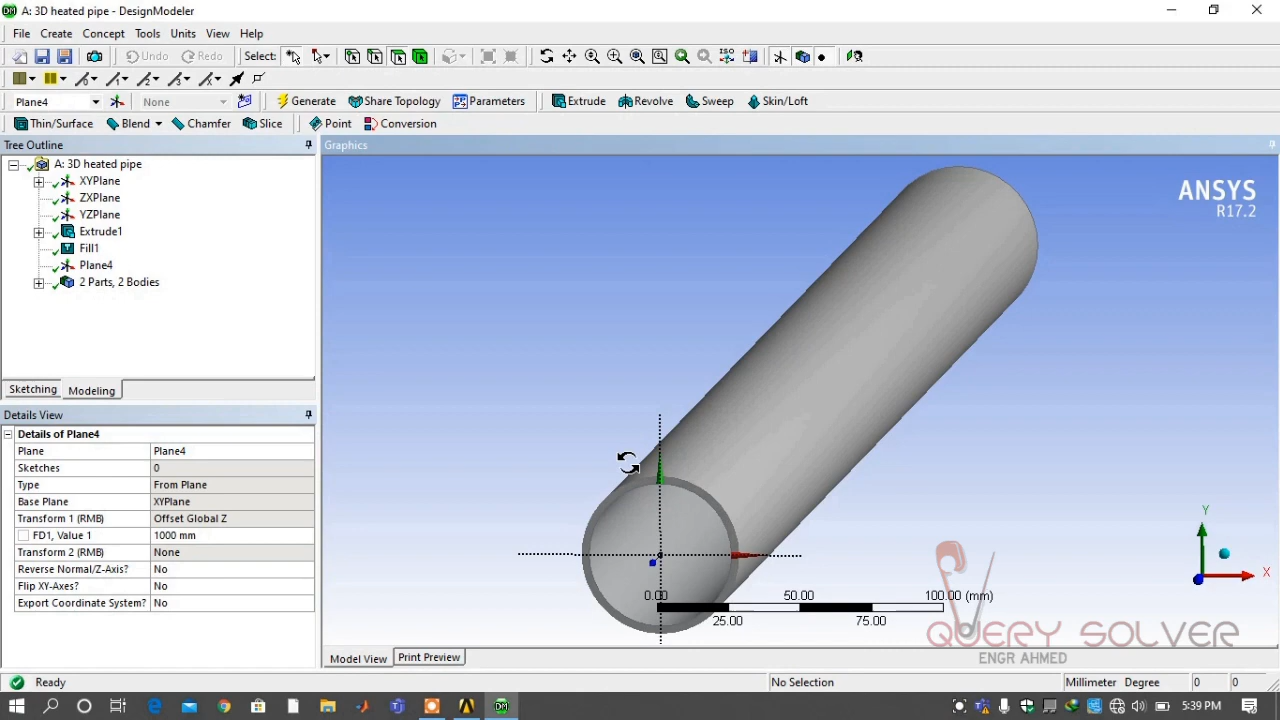 A: 3D heated pipe - DesignModeler
File Create Concept Tools Units View Help
Undo Redo Select:
Plane4 None Generate Share Topology Parameters Extrude Revolve Sweep Skin/Loft
Thin/Surface Blend Chamfer Slice Point Conversion
Tree Outline
Graphics
A: 3D heated pipe
XYPlane
ZXPlane
YZPlane
Extrude1
Fill1
Plane4
2 Parts, 2 Bodies
Sketching Modeling
Details View
Details of Plane4
Plane Plane4
Sketches 0
Type From Plane
Base Plane XYPlane
Transform 1 (RMB) Offset Global Z
FD1, Value 1 1000 mm
Transform 2 (RMB) None
Reverse Normal/Z-Axis? No
Flip XY-Axes? No
Export Coordinate System? No
ANSYS
R17.2
Y
X
0.00 50.00 100.00 (mm)
25.00 75.00
QUERY SOLVER
ENGR AHMED
Model View Print Preview
Ready No Selection Millimeter Degree 0 0
5:39 PM